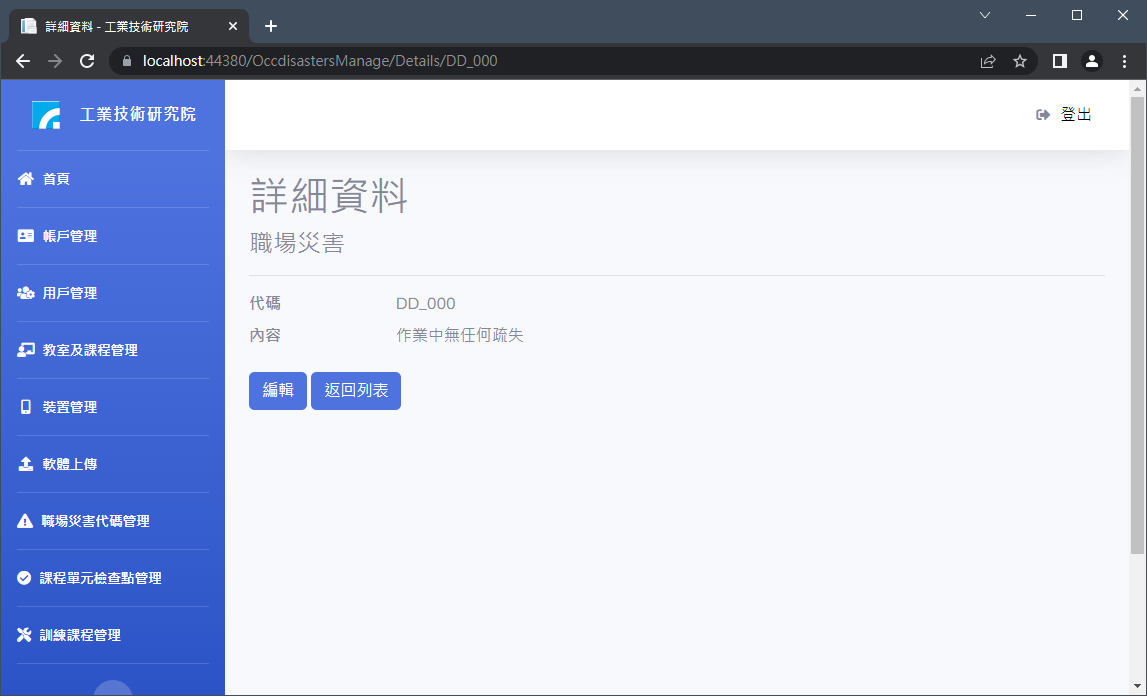 詳細資料 - 工業技術研究院
localhost:44380/OccdisastersManage/Details/DD_000
工業技術研究院
登出
首頁
帳戶管理
用戶管理
教室及課程管理
裝置管理
軟體上傳
職場災害代碼管理
課程單元檢查點管理
訓練課程管理
詳細資料
職場災害
代碼 DD_000
內容 作業中無任何疏失
編輯 返回列表